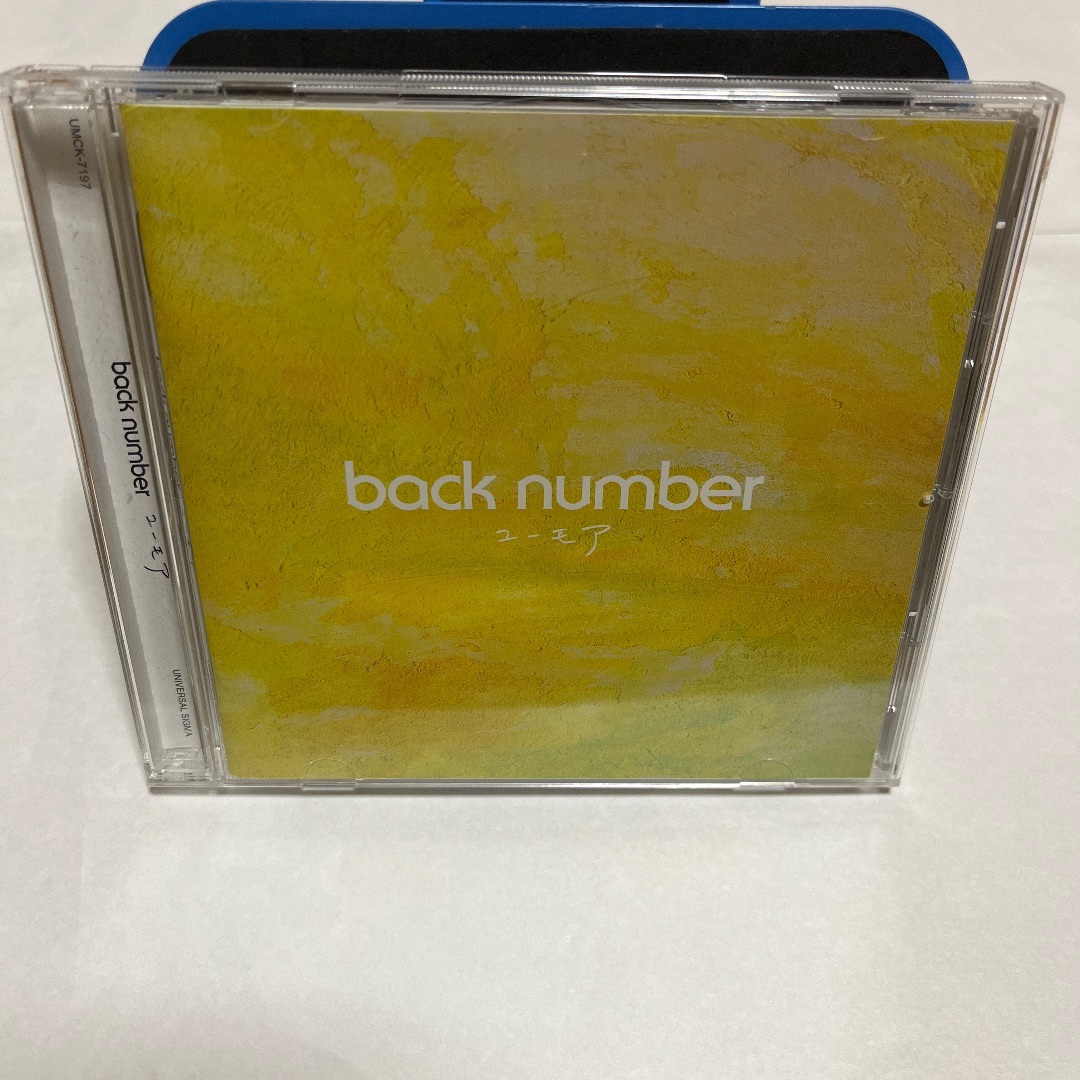 UMCK-7197
back number ユーモア
UNIVERSAL SIGMA
back number
ユーモア